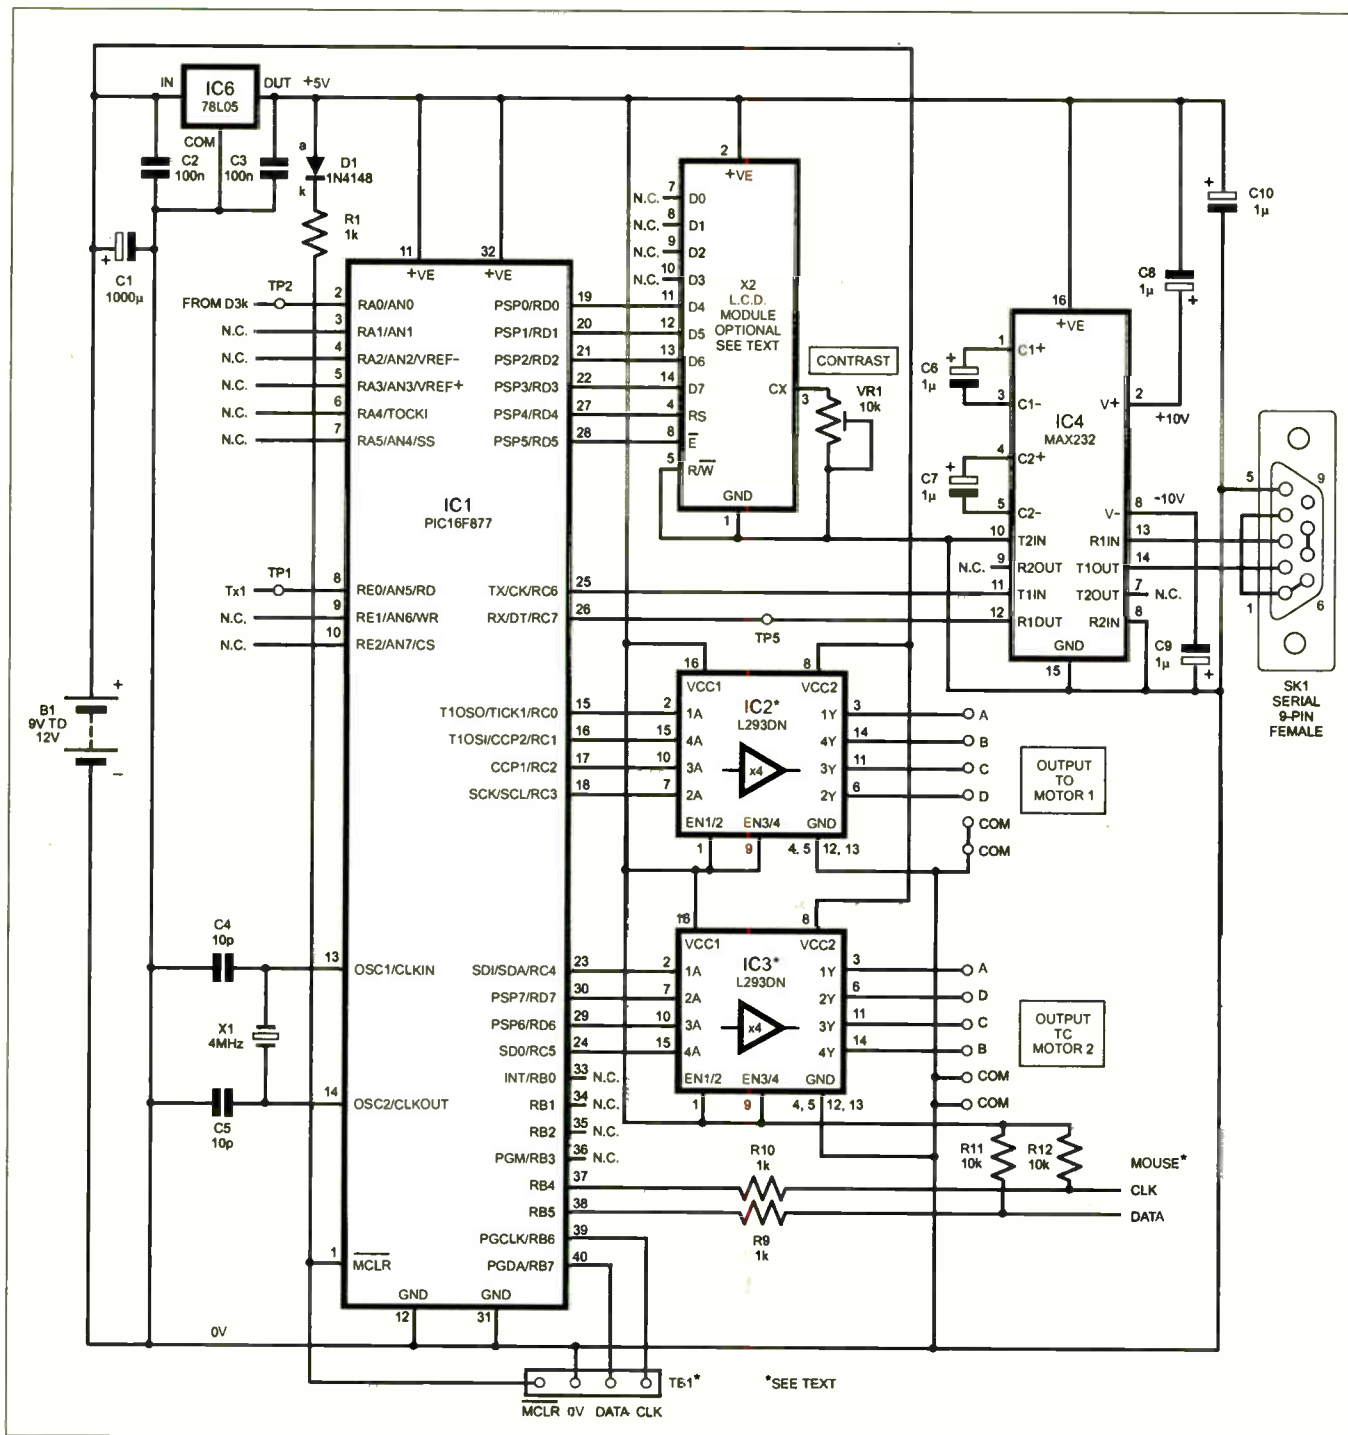 IN
IC6
78L05
DUT
+5V
COM
C2
100n
C3
100n
a
D1
1N4148
k
R1
1k
C1
1000µ
+
11
+VE
32
+VE
FROM D3k
TP2
2
RA0/AN0
N.C.
3
RA1/AN1
N.C.
4
RA2/AN2/VREF-
N.C.
5
RA3/AN3/VREF+
N.C.
6
RA4/TOCKI
N.C.
7
RA5/AN4/SS
IC1
PIC16F877
Tx1
TP1
8
RE0/AN5/RD
N.C.
9
RE1/AN6/WR
N.C.
10
RE2/AN7/CS
PSP0/RD0
19
PSP1/RD1
20
PSP2/RD2
21
PSP3/RD3
22
PSP4/RD4
27
PSP5/RD5
28
TX/CK/RC6
25
RX/DT/RC7
26
T1OSO/TICK1/RC0
15
T1OSI/CCP2/RC1
16
CCP1/RC2
17
SCK/SCL/RC3
18
SDI/SDA/RC4
23
PSP7/RD7
30
PSP6/RD6
29
SD0/RC5
24
INT/RB0
33
N.C.
RB1
34
N.C.
RB2
35
N.C.
PGM/RB3
36
N.C.
RB4
37
RB5
38
PGCLK/RB6
39
PGDA/RB7
40
13
OSC1/CLKIN
14
OSC2/CLKOUT
1
MCLR
GND
12
GND
31
C4
10p
X1
4MHz
C5
10p
+
B1
9V TD
12V
-
0V
2
+VE
N.C.
7
D0
N.C.
8
D1
N.C.
9
D2
N.C.
10
D3
11
D4
12
D5
13
D6
14
D7
4
RS
8
E
5
R/W
X2
L.C.D.
MODULE
OPTIONAL
SEE TEXT
CX
3
GND
1
CONTRAST
VR1
10k
16
+VE
IC4
MAX232
1
C1+
3
C1-
4
C2+
5
C2-
10
T2IN
N.C.
9
R2OUT
11
T1IN
12
R1DUT
V+
2
+10V
V-
8
-10V
R1IN
13
T1OUT
14
T2OUT
7
N.C.
R2IN
8
GND
15
C6
1µ
+
C7
1µ
+
C8
1µ
+
C9
1µ
+
C10
1µ
+
TP5
5
9
1
6
SK1
SERIAL
9-PIN
FEMALE
16
VCC1
8
VCC2
IC2*
L293DN
x4
2
1A
15
4A
10
3A
7
2A
1Y
3
A
4Y
14
B
3Y
11
C
2Y
6
D
EN1/2
EN3/4
GND
1
9
4, 5
12, 13
COM
COM
OUTPUT
TO
MOTOR 1
16
VCC1
8
VCC2
IC3*
L293DN
x4
2
1A
7
2A
10
3A
15
4A
1Y
3
A
2Y
6
D
3Y
11
C
4Y
14
B
EN1/2
EN3/4
GND
1
9
4, 5
12, 13
COM
COM
OUTPUT
TC
MOTOR 2
R10
1k
R9
1k
R11
10k
R12
10k
MOUSE*
CLK
DATA
TB1*
*SEE TEXT
MCLR 0V DATA CLK